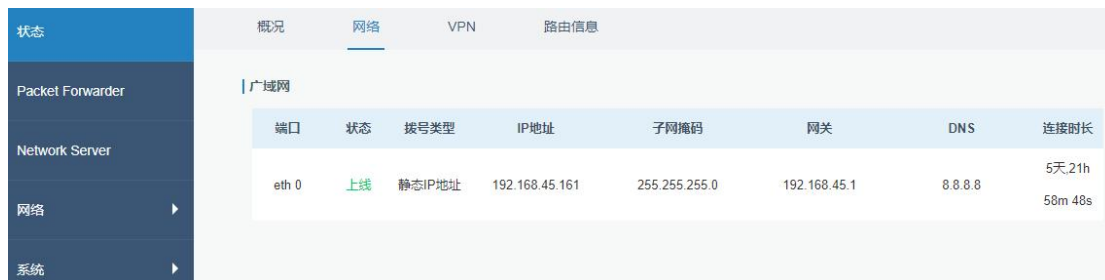 状态
Packet Forwarder
Network Server
网络
系统
概况 网络 VPN 路由信息
广域网
端口 状态 拨号类型 IP地址 子网掩码 网关 DNS 连接时长
eth 0 上线 静态IP地址 192.168.45.161 255.255.255.0 192.168.45.1 8.8.8.8 5天,21h
58m 48s